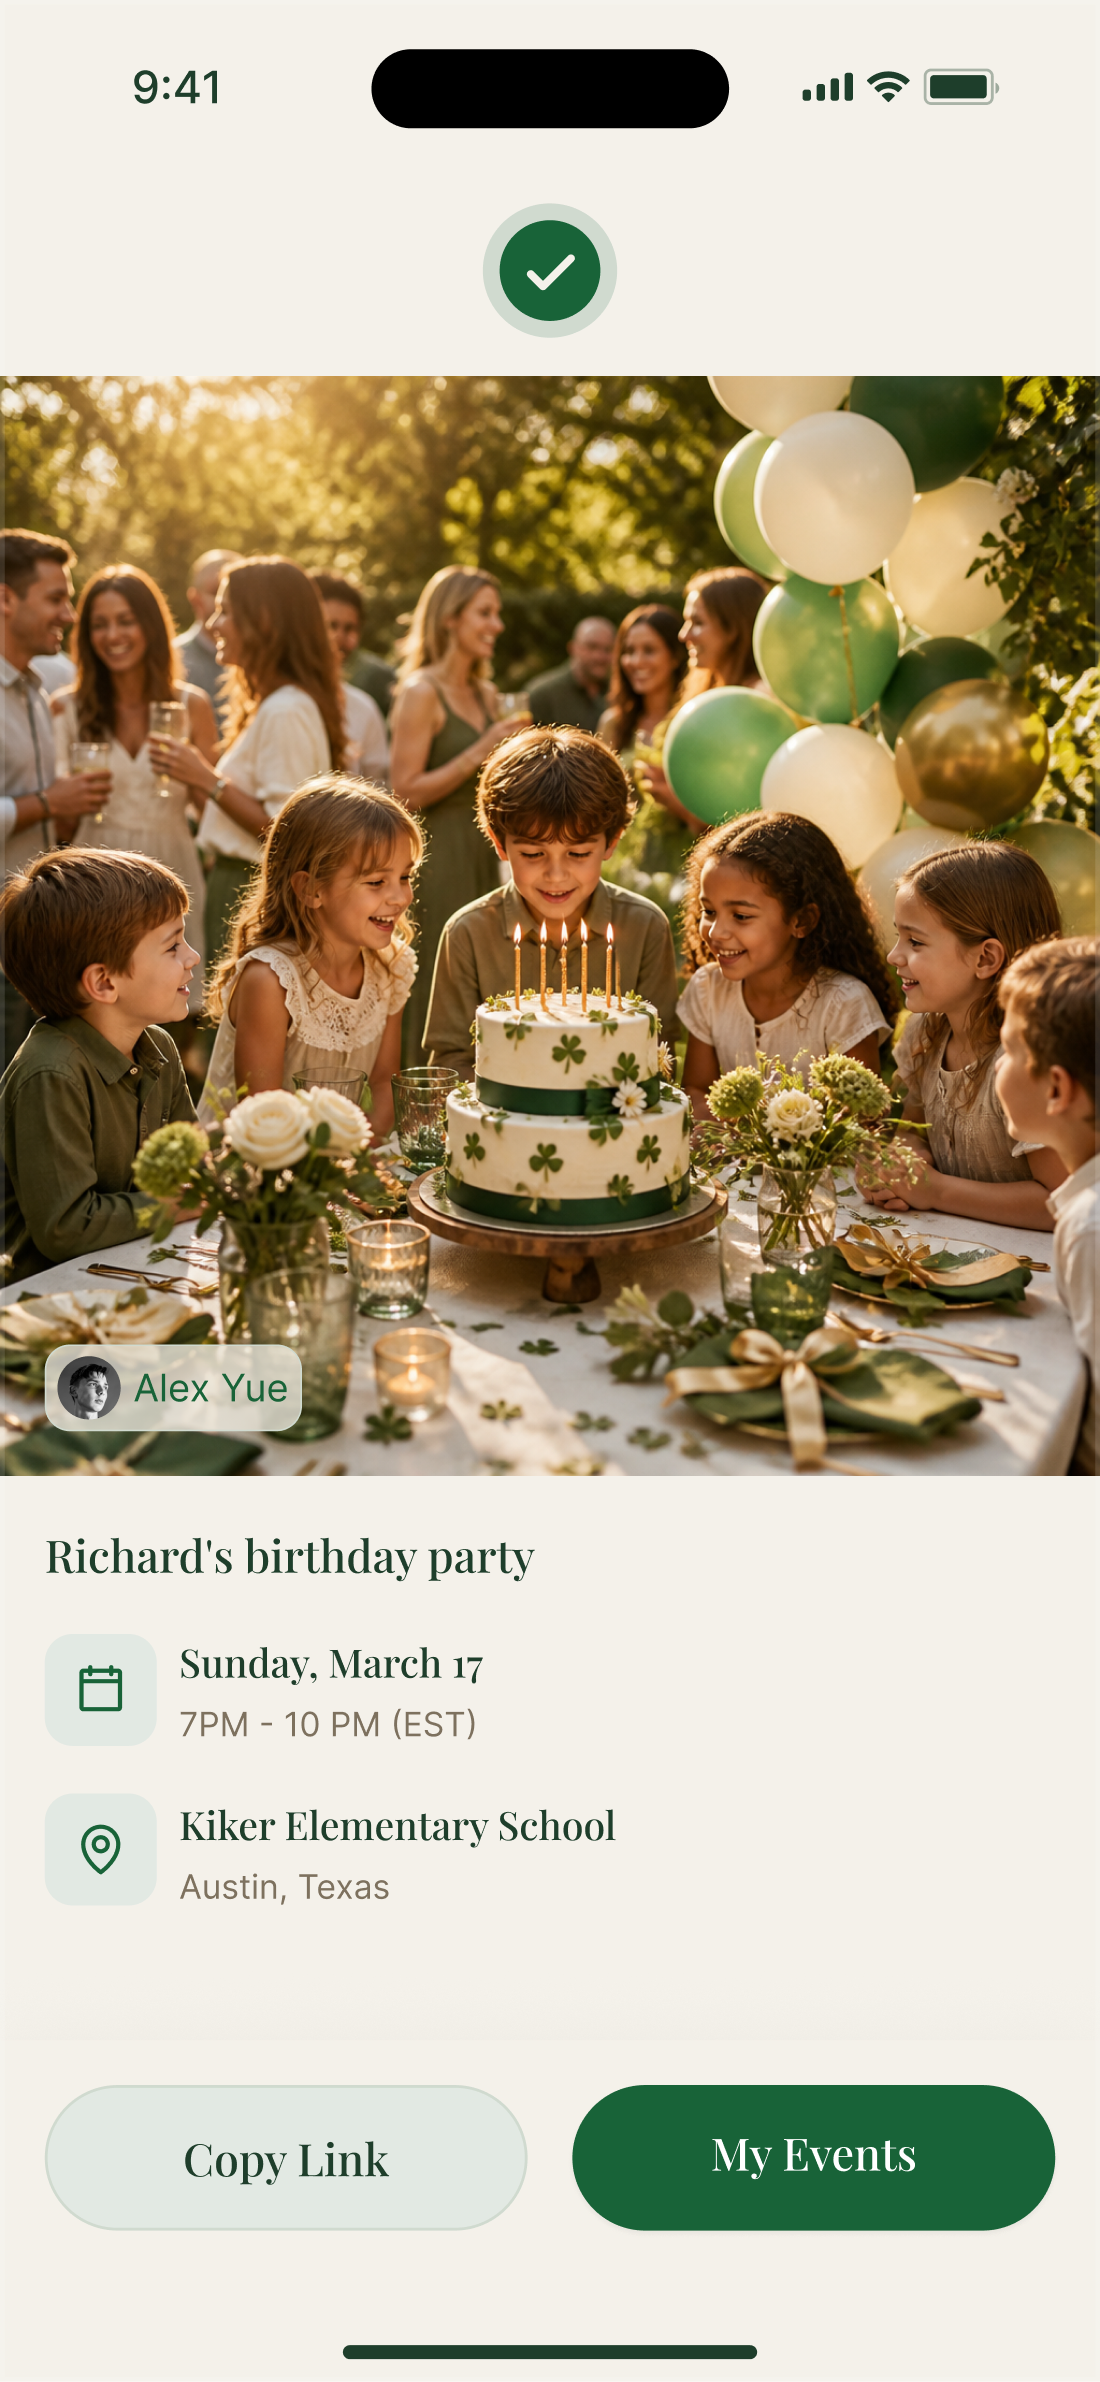 9:41
Alex Yue
Richard's birthday party
Sunday, March 17
7PM - 10 PM (EST)
Kiker Elementary School
Austin, Texas
Copy Link
My Events